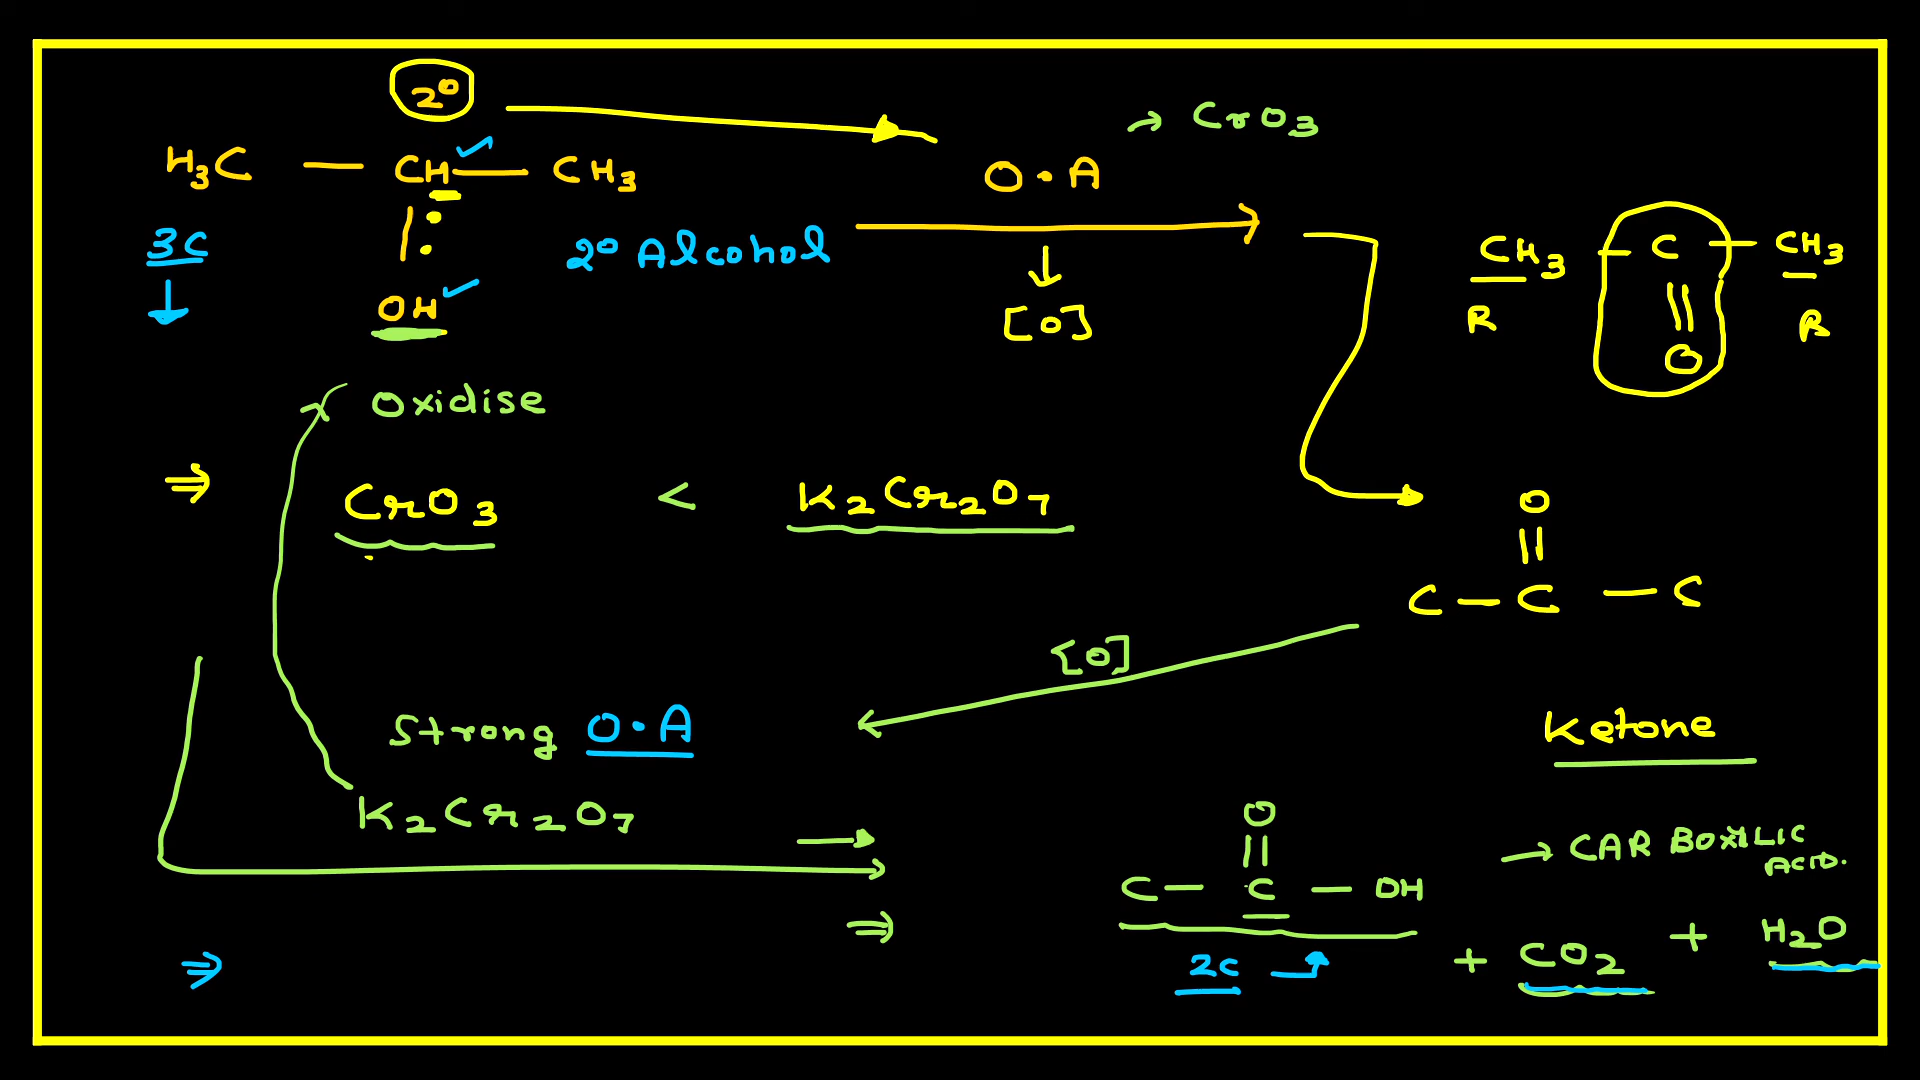 2°
→ CrO3
H3C — CH — CH3
O.A
3C
2° Alcohol
OH
[O]
CH3 — C — CH3
R
R
O
Oxidise
⇒ CrO3 < K2Cr2O7
O
C — C — C
[O]
Strong O.A
Ketone
K2Cr2O7 →
O
C — C — OH
→ CARBOXILIC
ACID.
⇒
2C
+ CO2 + H2O
⇒